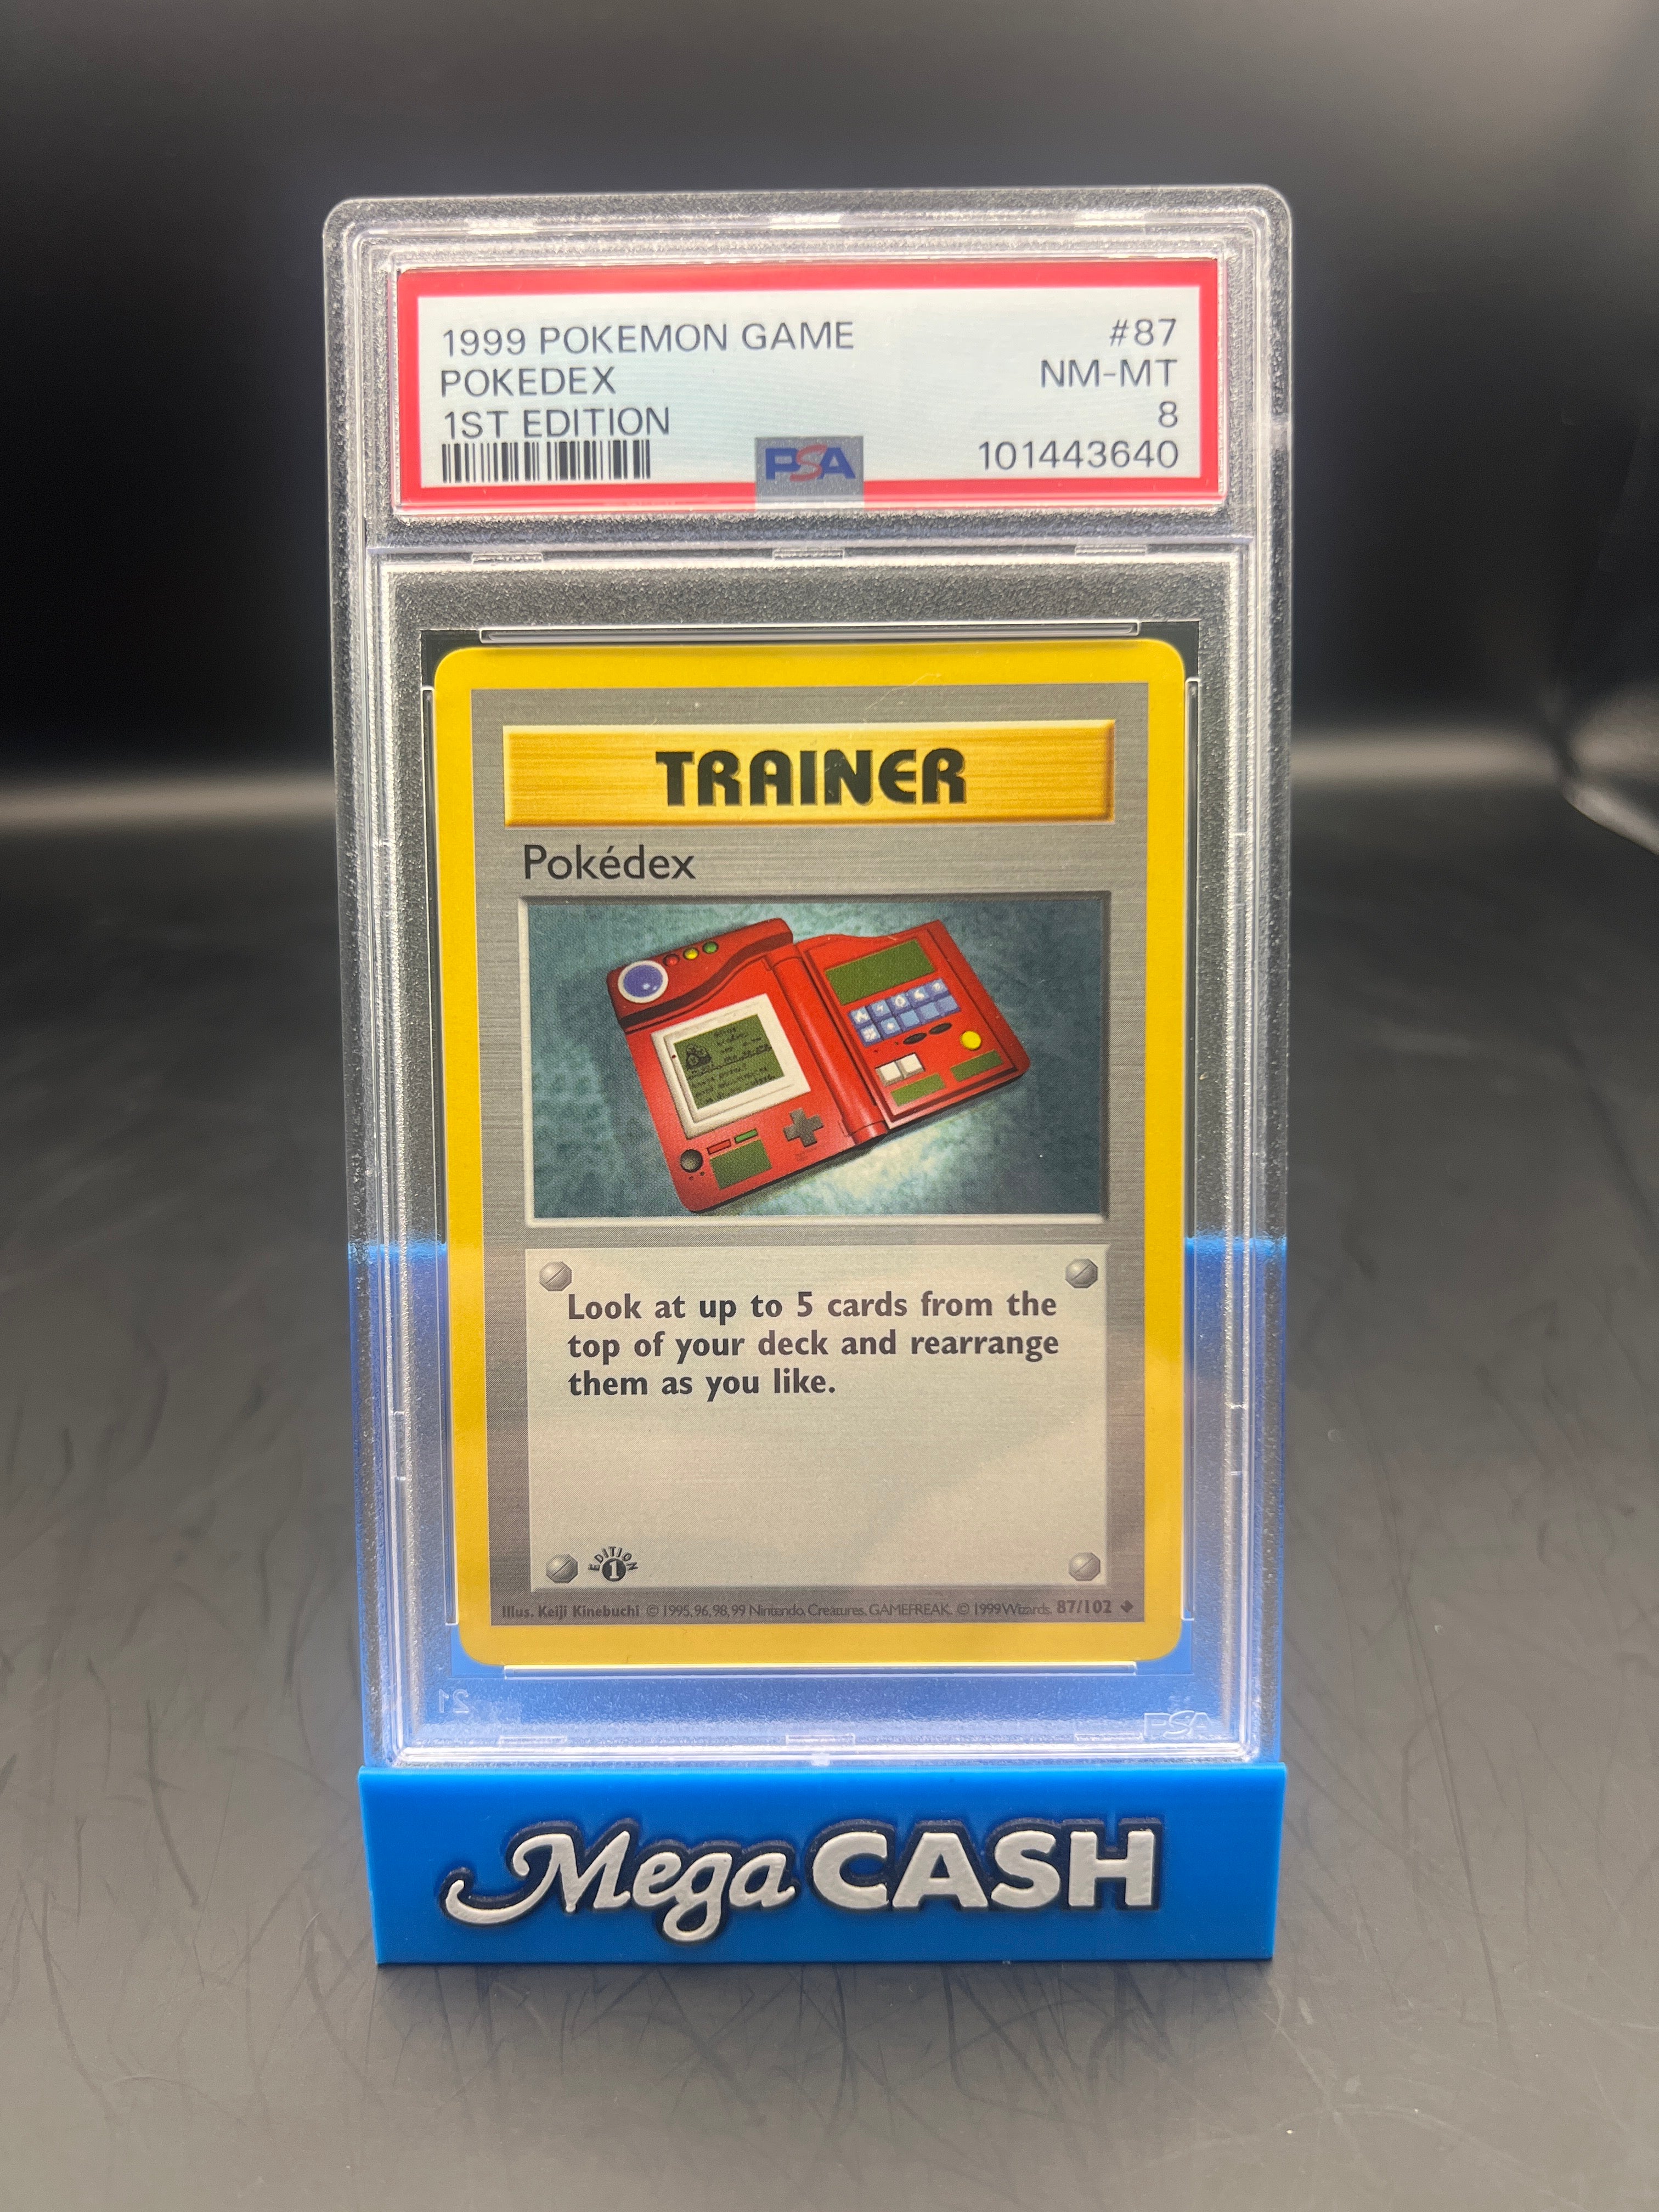 1999 POKEMON GAME #87
POKEDEX NM-MT
1ST EDITION 8
PSA 101443640
TRAINER
Pokédex
Look at up to 5 cards from the
top of your deck and rearrange
them as you like.
EDITION 1
Illus. Keiji Kinebuchi © 1995, 96, 98, 99 Nintendo, Creatures, GAMEFREAK. © 1999 Wizards. 87/102
PSA
Mega CASH